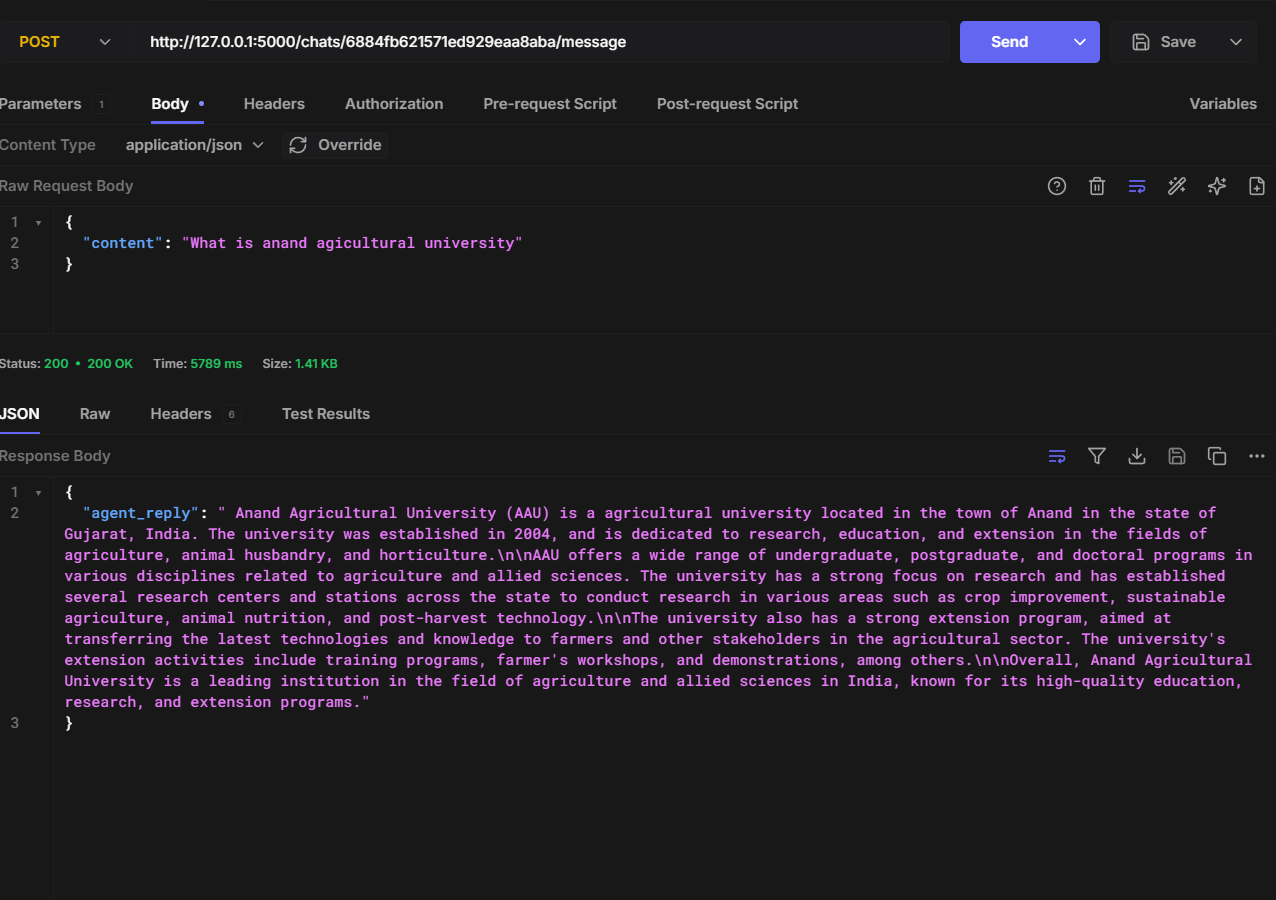 POST http://127.0.0.1:5000/chats/6884fb621571ed929eaa8aba/message Send Save
Parameters 1 Body • Headers Authorization Pre-request Script Post-request Script Variables
Content Type application/json Override
Raw Request Body
1 {
2 "content": "What is anand agicultural university"
3 }
Status: 200 • 200 OK Time: 5789 ms Size: 1.41 KB
JSON Raw Headers 6 Test Results
Response Body
1 {
2 "agent_reply": " Anand Agricultural University (AAU) is a agricultural university located in the town of Anand in the state of
Gujarat, India. The university was established in 2004, and is dedicated to research, education, and extension in the fields of
agriculture, animal husbandry, and horticulture.\n\nAAU offers a wide range of undergraduate, postgraduate, and doctoral programs in
various disciplines related to agriculture and allied sciences. The university has a strong focus on research and has established
several research centers and stations across the state to conduct research in various areas such as crop improvement, sustainable
agriculture, animal nutrition, and post-harvest technology.\n\nThe university also has a strong extension program, aimed at
transferring the latest technologies and knowledge to farmers and other stakeholders in the agricultural sector. The university's
extension activities include training programs, farmer's workshops, and demonstrations, among others.\n\nOverall, Anand Agricultural
University is a leading institution in the field of agriculture and allied sciences in India, known for its high-quality education,
research, and extension programs."
3 }